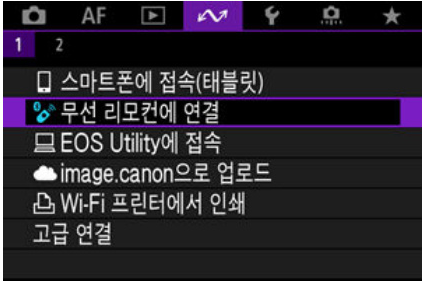 AF
1 2
스마트폰에 접속(태블릿)
무선 리모컨에 연결
EOS Utility에 접속
image.canon으로 업로드
Wi-Fi 프린터에서 인쇄
고급 연결